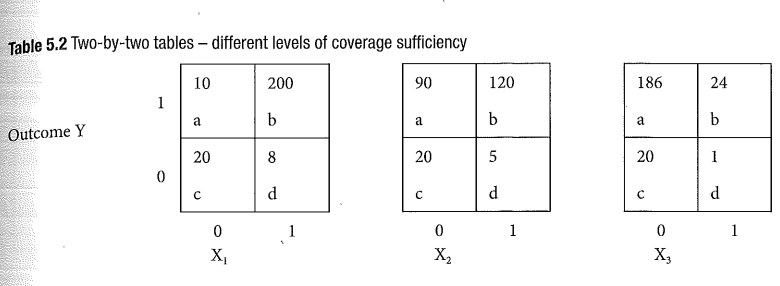 Table 5.2 Two-by-two tables – different levels of coverage sufficiency
10 200 90 120 186 24
1
a b a b a b
Outcome Y
20 8 20 5 20 1
0
c d c d c d
0 1 0 1 0 1
X₁ X₂ X₃